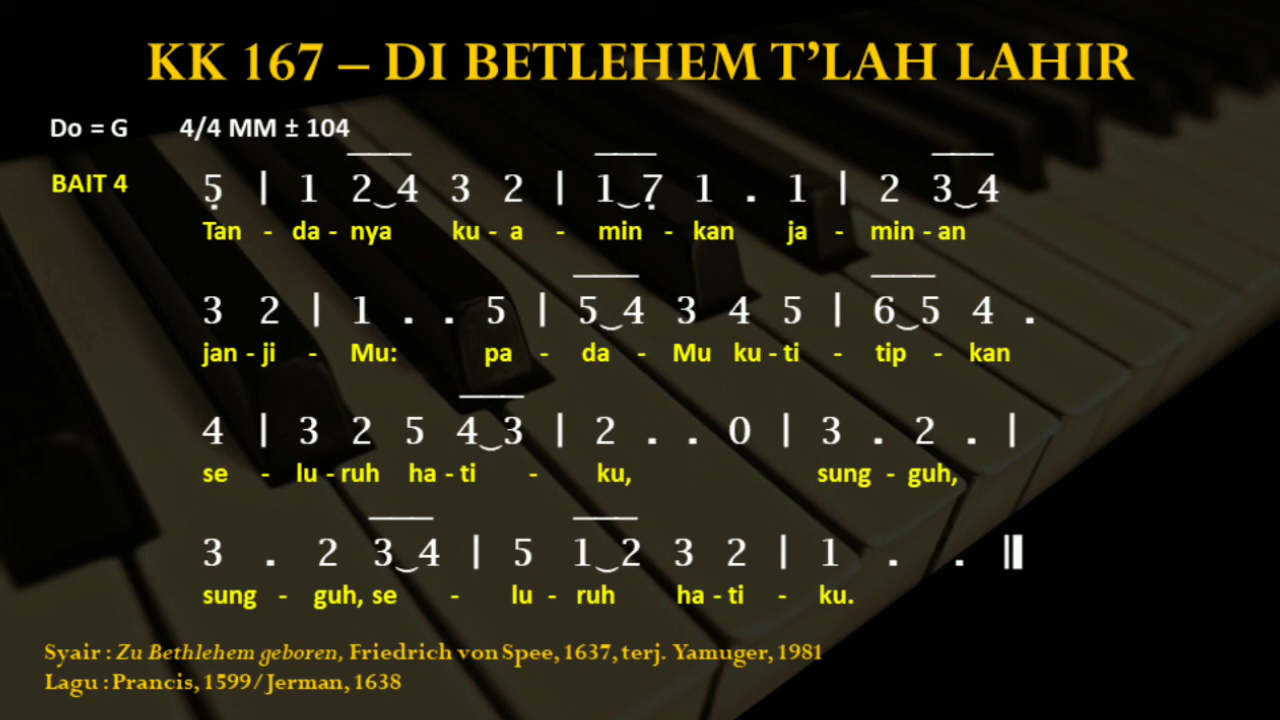 KK 167 – DI BETLEHEM T’LAH LAHIR
Do = G 4/4 MM ± 104
BAIT 4 5̣ | 1 2‿4 3 2 | 1‿7̣ 1 . 1 | 2 3‿4
Tan - da - nya ku - a - min - kan ja - min - an
3 2 | 1 . . 5 | 5‿4 3 4 5 | 6‿5 4 .
jan - ji - Mu: pa - da - Mu ku - ti - tip - kan
4 | 3 2 5 4‿3 | 2 . . 0 | 3 . 2 . |
se - lu - ruh ha - ti - ku, sung - guh,
3 . 2 3‿4 | 5 1‿2 3 2 | 1 . . ‖
sung - guh, se - lu - ruh ha - ti - ku.
Syair : Zu Bethlehem geboren, Friedrich von Spee, 1637, terj. Yamuger, 1981
Lagu : Prancis, 1599 / Jerman, 1638